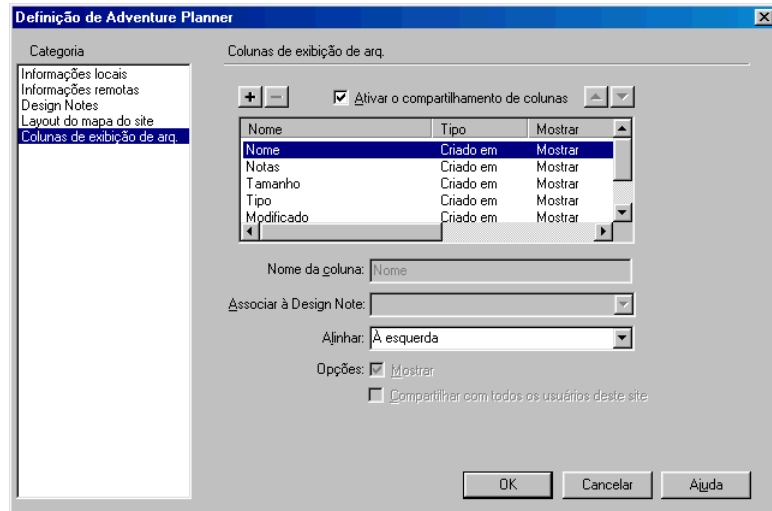 Definição de Adventure Planner
Categoria
Informações locais
Informações remotas
Design Notes
Layout do mapa do site
Colunas de exibição de arq.
Colunas de exibição de arq.
Ativar o compartilhamento de colunas
Nome Tipo Mostrar
Nome Criado em Mostrar
Notas Criado em Mostrar
Tamanho Criado em Mostrar
Tipo Criado em Mostrar
Modificado Criado em Mostrar
Nome da coluna: Nome
Associar à Design Note:
Alinhar: À esquerda
Opções: Mostrar
Compartilhar com todos os usuários deste site
OK Cancelar Ajuda